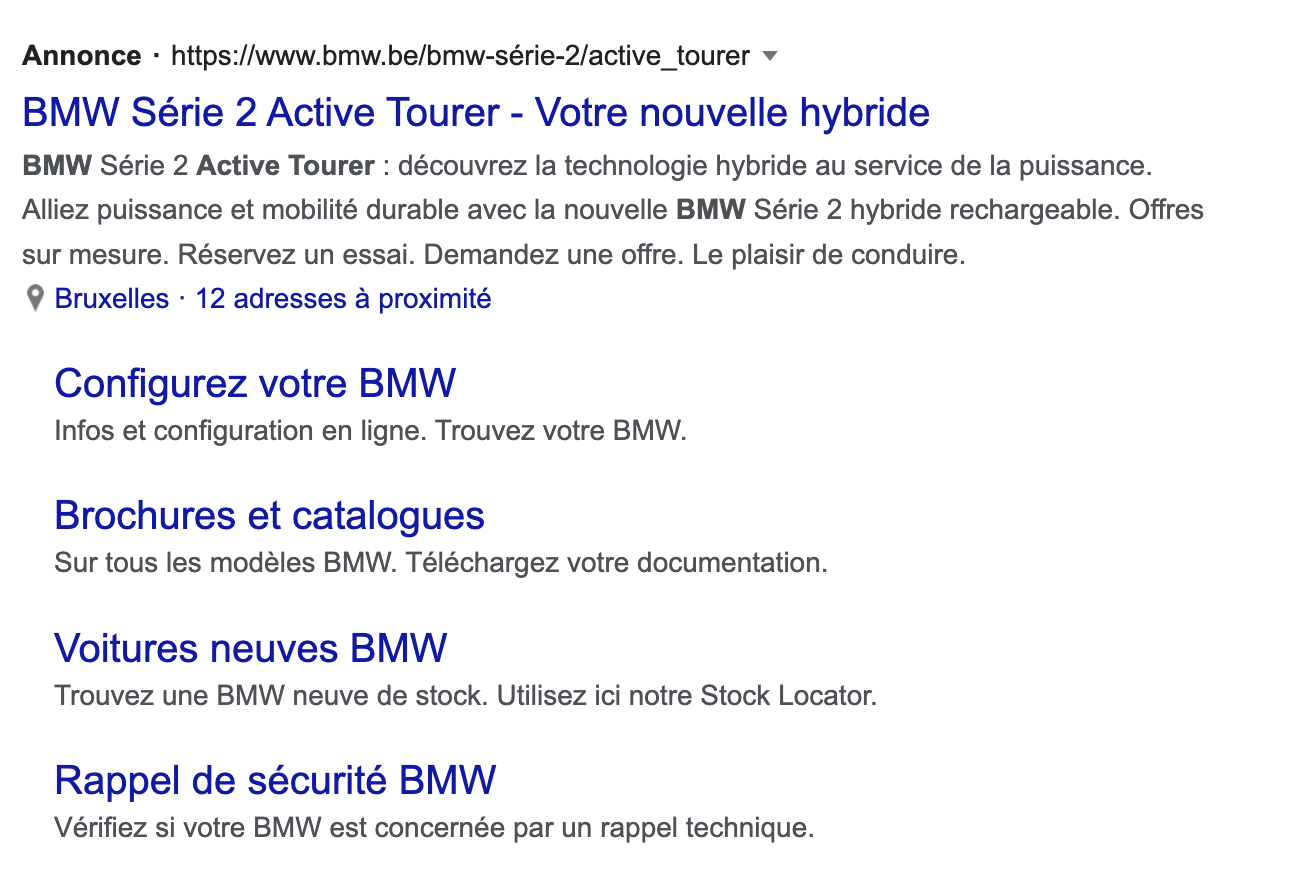 Annonce · https://www.bmw.be/bmw-série-2/active_tourer
BMW Série 2 Active Tourer - Votre nouvelle hybride
BMW Série 2 Active Tourer : découvrez la technologie hybride au service de la puissance.
Alliez puissance et mobilité durable avec la nouvelle BMW Série 2 hybride rechargeable. Offres
sur mesure. Réservez un essai. Demandez une offre. Le plaisir de conduire.
Bruxelles · 12 adresses à proximité
Configurez votre BMW
Infos et configuration en ligne. Trouvez votre BMW.
Brochures et catalogues
Sur tous les modèles BMW. Téléchargez votre documentation.
Voitures neuves BMW
Trouvez une BMW neuve de stock. Utilisez ici notre Stock Locator.
Rappel de sécurité BMW
Vérifiez si votre BMW est concernée par un rappel technique.